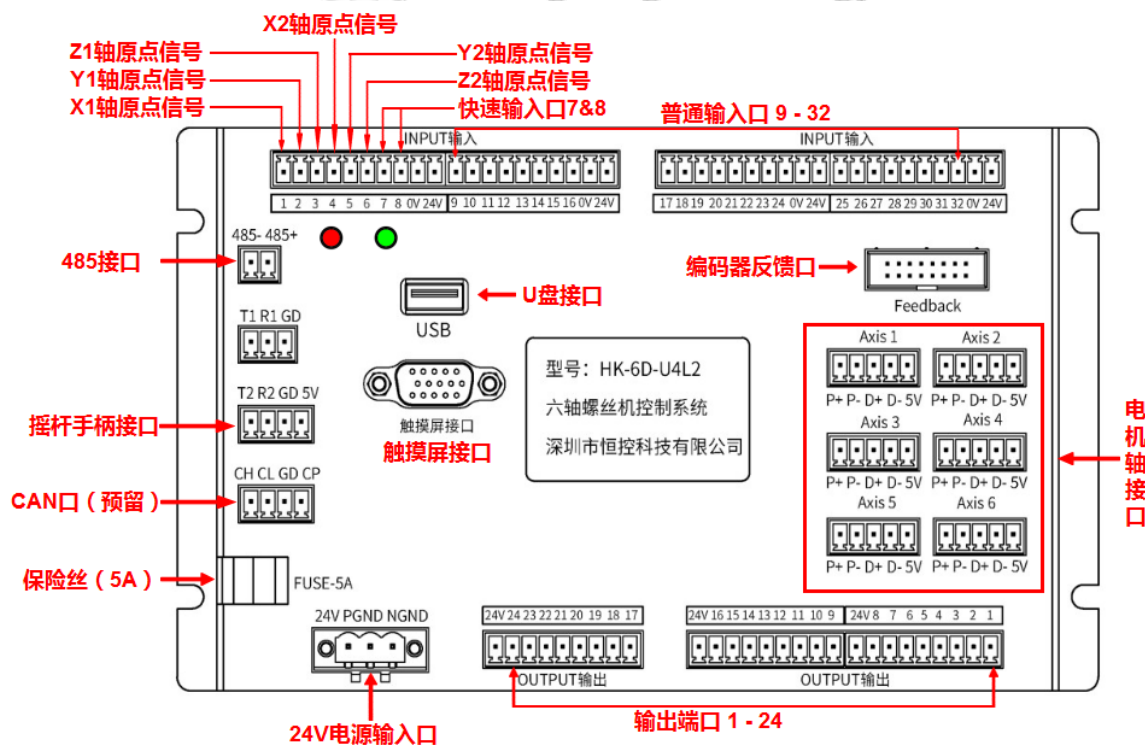 X2轴原点信号
Z1轴原点信号
Y2轴原点信号
Y1轴原点信号
Z2轴原点信号
X1轴原点信号
快速输入口7&8
普通输入口 9 - 32
INPUT输入
INPUT输入
1 2 3 4 5 6 7 8 0V 24V 9 10 11 12 13 14 15 16 0V 24V
17 18 19 20 21 22 23 24 0V 24V 25 26 27 28 29 30 31 32 0V 24V
485- 485+
485接口
编码器反馈口
U盘接口
USB
Feedback
T1 R1 GD
Axis 1
Axis 2
型号：HK-6D-U4L2
六轴螺丝机控制系统
深圳市恒控科技有限公司
P+ P- D+ D- 5V
P+ P- D+ D- 5V
T2 R2 GD 5V
摇杆手柄接口
触摸屏接口
触摸屏接口
Axis 3
Axis 4
电机轴接口
CH CL GD CP
CAN口（预留）
P+ P- D+ D- 5V
P+ P- D+ D- 5V
Axis 5
Axis 6
P+ P- D+ D- 5V
P+ P- D+ D- 5V
保险丝（5A）
FUSE-5A
24V PGND NGND
24V 24 23 22 21 20 19 18 17
24V 16 15 14 13 12 11 10 9
24V 8 7 6 5 4 3 2 1
OUTPUT输出
OUTPUT输出
输出端口 1 - 24
24V电源输入口